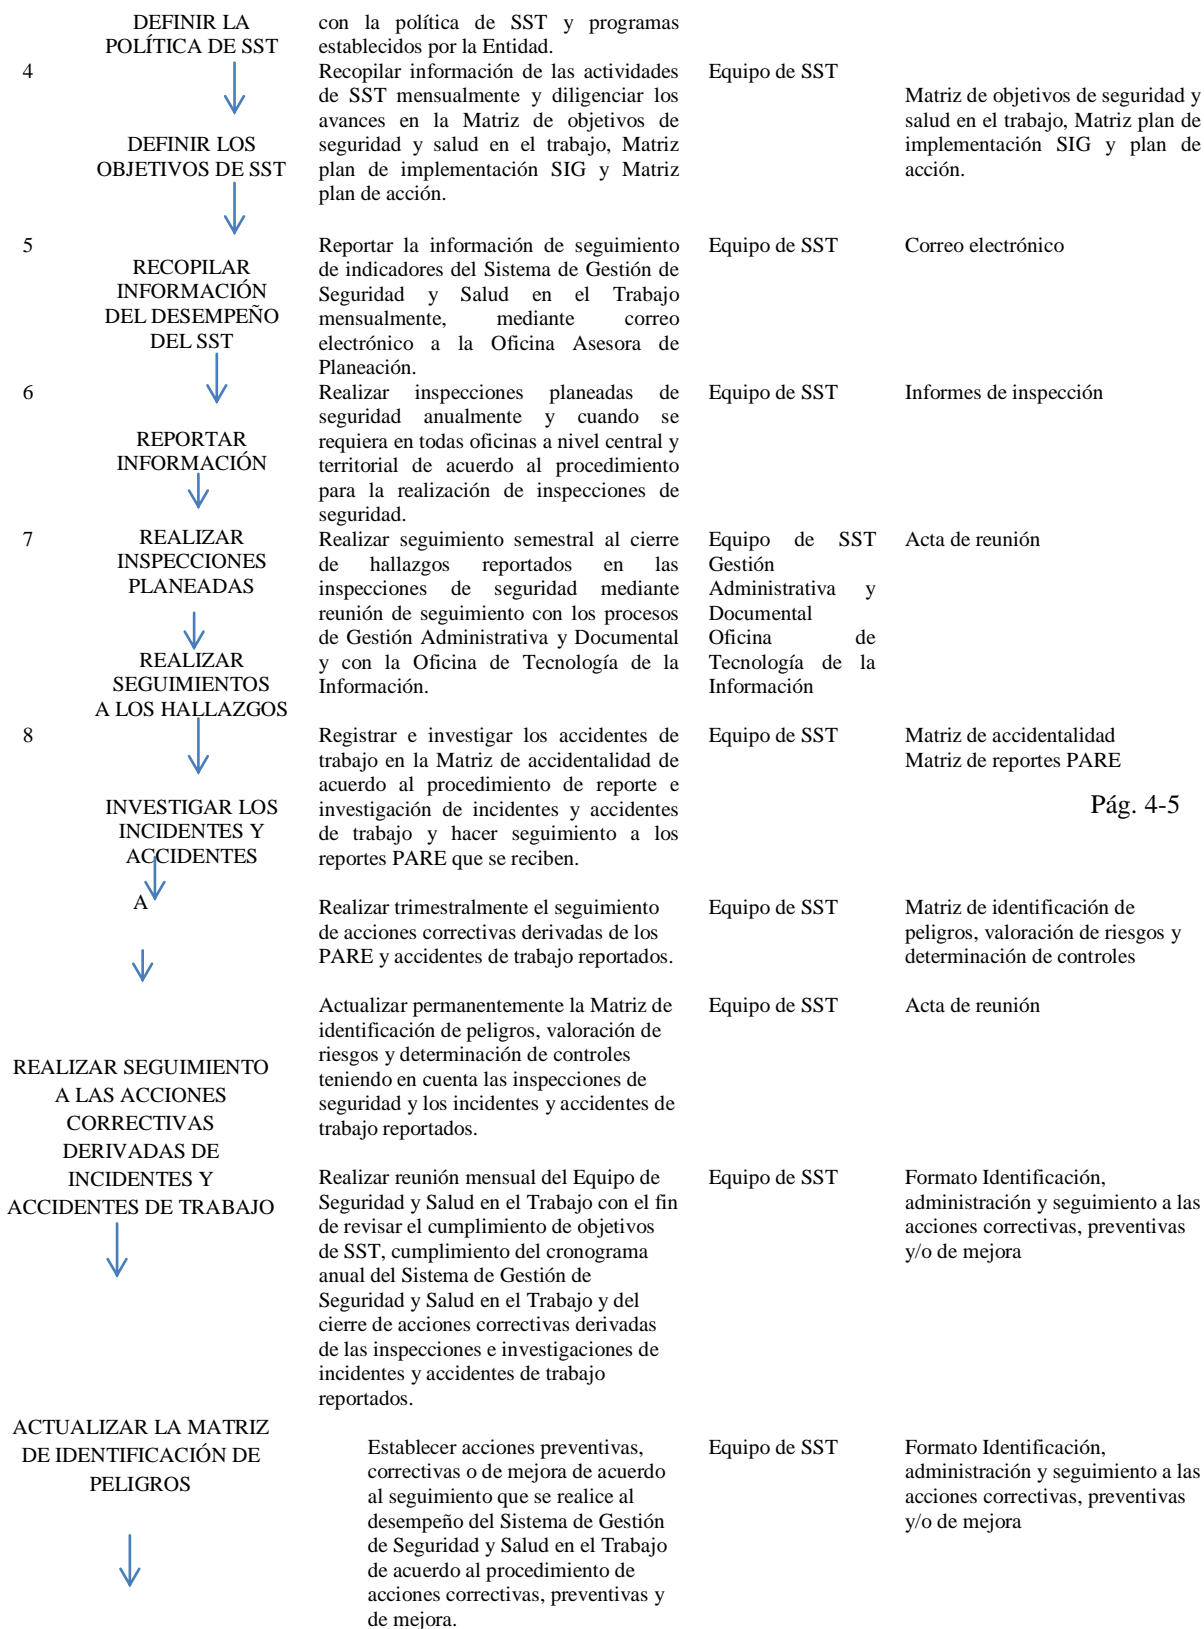 DEFINIR LA
POLÍTICA DE SST
con la política de SST y programas
establecidos por la Entidad.
4
Recopilar información de las actividades
de SST mensualmente y diligenciar los
avances en la Matriz de objetivos de
seguridad y salud en el trabajo, Matriz
plan de implementación SIG y Matriz
plan de acción.
Equipo de SST
Matriz de objetivos de seguridad y
salud en el trabajo, Matriz plan de
implementación SIG y plan de
acción.
DEFINIR LOS
OBJETIVOS DE SST
5
RECOPILAR
INFORMACIÓN
DEL DESEMPEÑO
DEL SST
Reportar la información de seguimiento
de indicadores del Sistema de Gestión de
Seguridad y Salud en el Trabajo
mensualmente, mediante correo
electrónico a la Oficina Asesora de
Planeación.
Equipo de SST
Correo electrónico
6
REPORTAR
INFORMACIÓN
Realizar inspecciones planeadas de
seguridad anualmente y cuando se
requiera en todas oficinas a nivel central y
territorial de acuerdo al procedimiento
para la realización de inspecciones de
seguridad.
Equipo de SST
Informes de inspección
7
REALIZAR
INSPECCIONES
PLANEADAS
REALIZAR
SEGUIMIENTOS
A LOS HALLAZGOS
Realizar seguimiento semestral al cierre
de hallazgos reportados en las
inspecciones de seguridad mediante
reunión de seguimiento con los procesos
de Gestión Administrativa y Documental
y con la Oficina de Tecnología de la
Información.
Equipo de SST
Gestión
Administrativa y
Documental
Oficina de
Tecnología de la
Información
Acta de reunión
8
INVESTIGAR LOS
INCIDENTES Y
ACCIDENTES
Registrar e investigar los accidentes de
trabajo en la Matriz de accidentalidad de
acuerdo al procedimiento de reporte e
investigación de incidentes y accidentes
de trabajo y hacer seguimiento a los
reportes PARE que se reciben.
Equipo de SST
Matriz de accidentalidad
Matriz de reportes PARE
Pág. 4-5
A
Realizar trimestralmente el seguimiento
de acciones correctivas derivadas de los
PARE y accidentes de trabajo reportados.
Equipo de SST
Matriz de identificación de
peligros, valoración de riesgos y
determinación de controles
Actualizar permanentemente la Matriz de
identificación de peligros, valoración de
riesgos y determinación de controles
teniendo en cuenta las inspecciones de
seguridad y los incidentes y accidentes de
trabajo reportados.
Equipo de SST
Acta de reunión
REALIZAR SEGUIMIENTO
A LAS ACCIONES
CORRECTIVAS
DERIVADAS DE
INCIDENTES Y
ACCIDENTES DE TRABAJO
Realizar reunión mensual del Equipo de
Seguridad y Salud en el Trabajo con el fin
de revisar el cumplimiento de objetivos
de SST, cumplimiento del cronograma
anual del Sistema de Gestión de
Seguridad y Salud en el Trabajo y del
cierre de acciones correctivas derivadas
de las inspecciones e investigaciones de
incidentes y accidentes de trabajo
reportados.
Equipo de SST
Formato Identificación,
administración y seguimiento a las
acciones correctivas, preventivas
y/o de mejora
ACTUALIZAR LA MATRIZ
DE IDENTIFICACIÓN DE
PELIGROS
Establecer acciones preventivas,
correctivas o de mejora de acuerdo
al seguimiento que se realice al
desempeño del Sistema de Gestión
de Seguridad y Salud en el Trabajo
de acuerdo al procedimiento de
acciones correctivas, preventivas y
de mejora.
Equipo de SST
Formato Identificación,
administración y seguimiento a las
acciones correctivas, preventivas
y/o de mejora